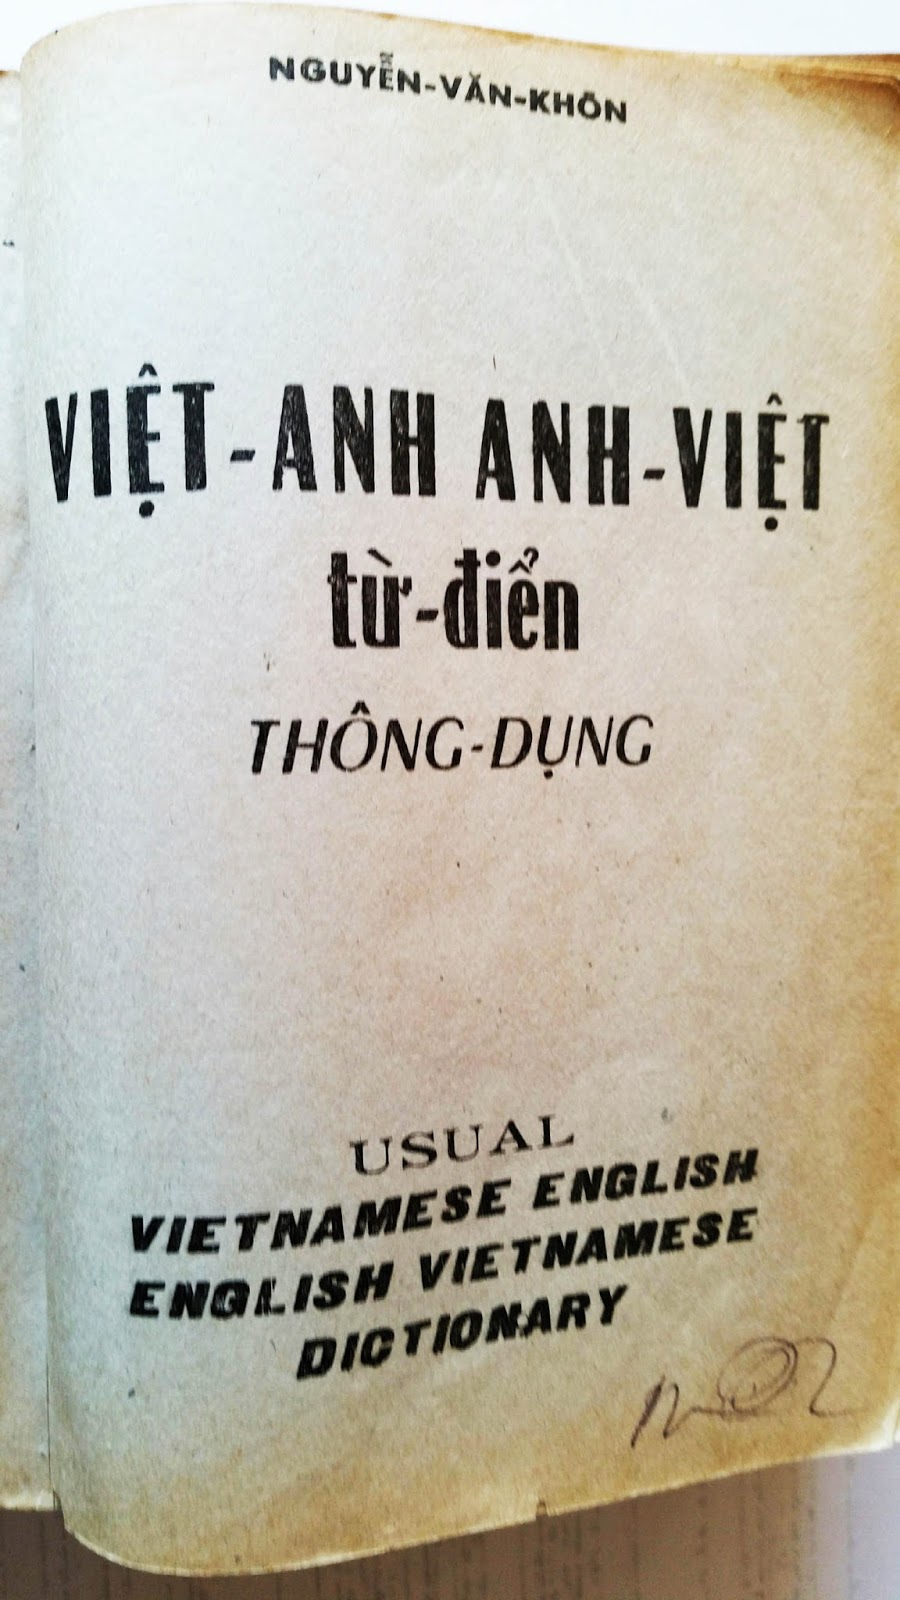 NGUYỄN-VĂN-KHÔN
VIỆT-ANH ANH-VIỆT
từ-điển
THÔNG-DỤNG
USUAL
VIETNAMESE ENGLISH
ENGLISH VIETNAMESE
DICTIONARY